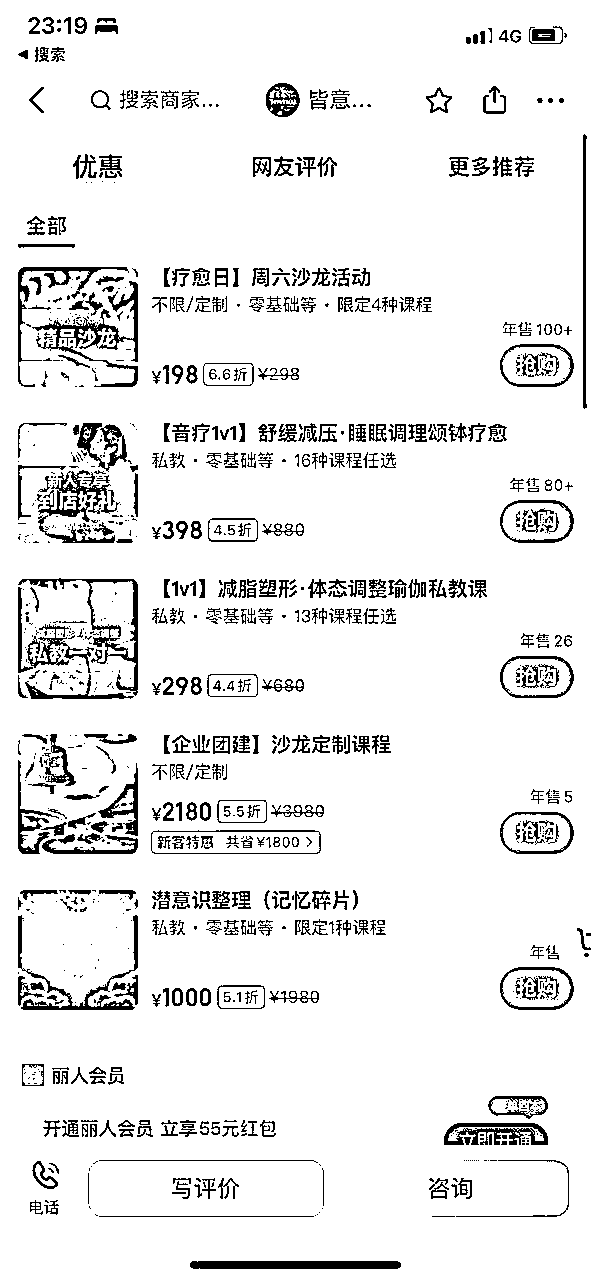 23:19
4G
搜索
搜索商家... 皆意...
优惠 网友评价 更多推荐
全部
【疗愈日】周六沙龙活动
不限/定制 · 零基础等 · 限定4种课程
年售100+
精品沙龙
¥198 6.6折 ¥298 抢购
【音疗1v1】舒缓减压·睡眠调理颂钵疗愈
私教 · 零基础等 · 16种课程任选
新人专享
到店好礼
年售80+
¥398 4.5折 ¥880 抢购
【1v1】减脂塑形·体态调整瑜伽私教课
私教 · 零基础等 · 13种课程任选
私教一对一
年售26
¥298 4.4折 ¥680 抢购
【企业团建】沙龙定制课程
不限/定制
年售5
¥2180 5.5折 ¥3980 抢购
新客特惠 共省¥1800 >
潜意识整理（记忆碎片）
私教 · 零基础等 · 限定1种课程
年售
¥1000 5.1折 ¥1980 抢购
丽人会员
开通丽人会员 立享55元红包
立即开通
电话 写评价 咨询